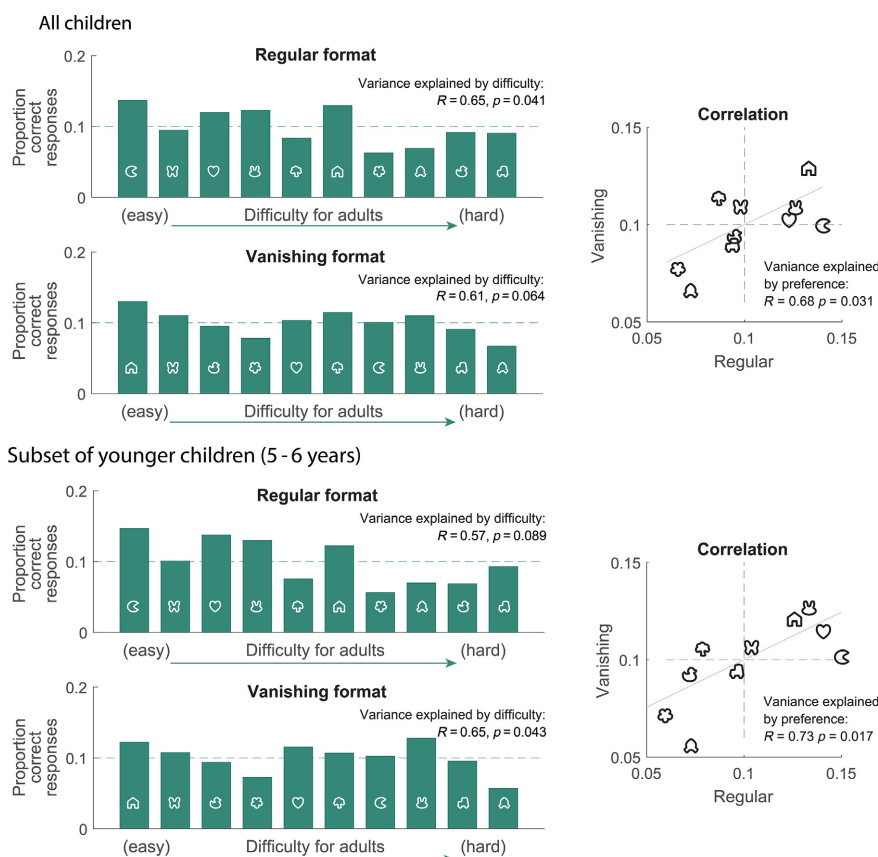 All children
Regular format
Variance explained by difficulty:
R = 0.65, p = 0.041
Proportion
correct
responses
0.2
0.1
0
(easy) Difficulty for adults (hard)
Vanishing format
Variance explained by difficulty:
R = 0.61, p = 0.064
Proportion
correct
responses
0.2
0.1
0
(easy) Difficulty for adults (hard)
Correlation
Vanishing
0.15
0.1
0.05
Variance explained
by preference:
R = 0.68 p = 0.031
0.05 0.1 0.15
Regular
Subset of younger children (5 - 6 years)
Regular format
Variance explained by difficulty:
R = 0.57, p = 0.089
Proportion
correct
responses
0.2
0.1
0
(easy) Difficulty for adults (hard)
Vanishing format
Variance explained by difficulty:
R = 0.65, p = 0.043
Proportion
correct
responses
0.2
0.1
0
(easy) Difficulty for adults (hard)
Correlation
Vanishing
0.15
0.1
0.05
Variance explained
by preference:
R = 0.73 p = 0.017
0.05 0.1 0.15
Regular